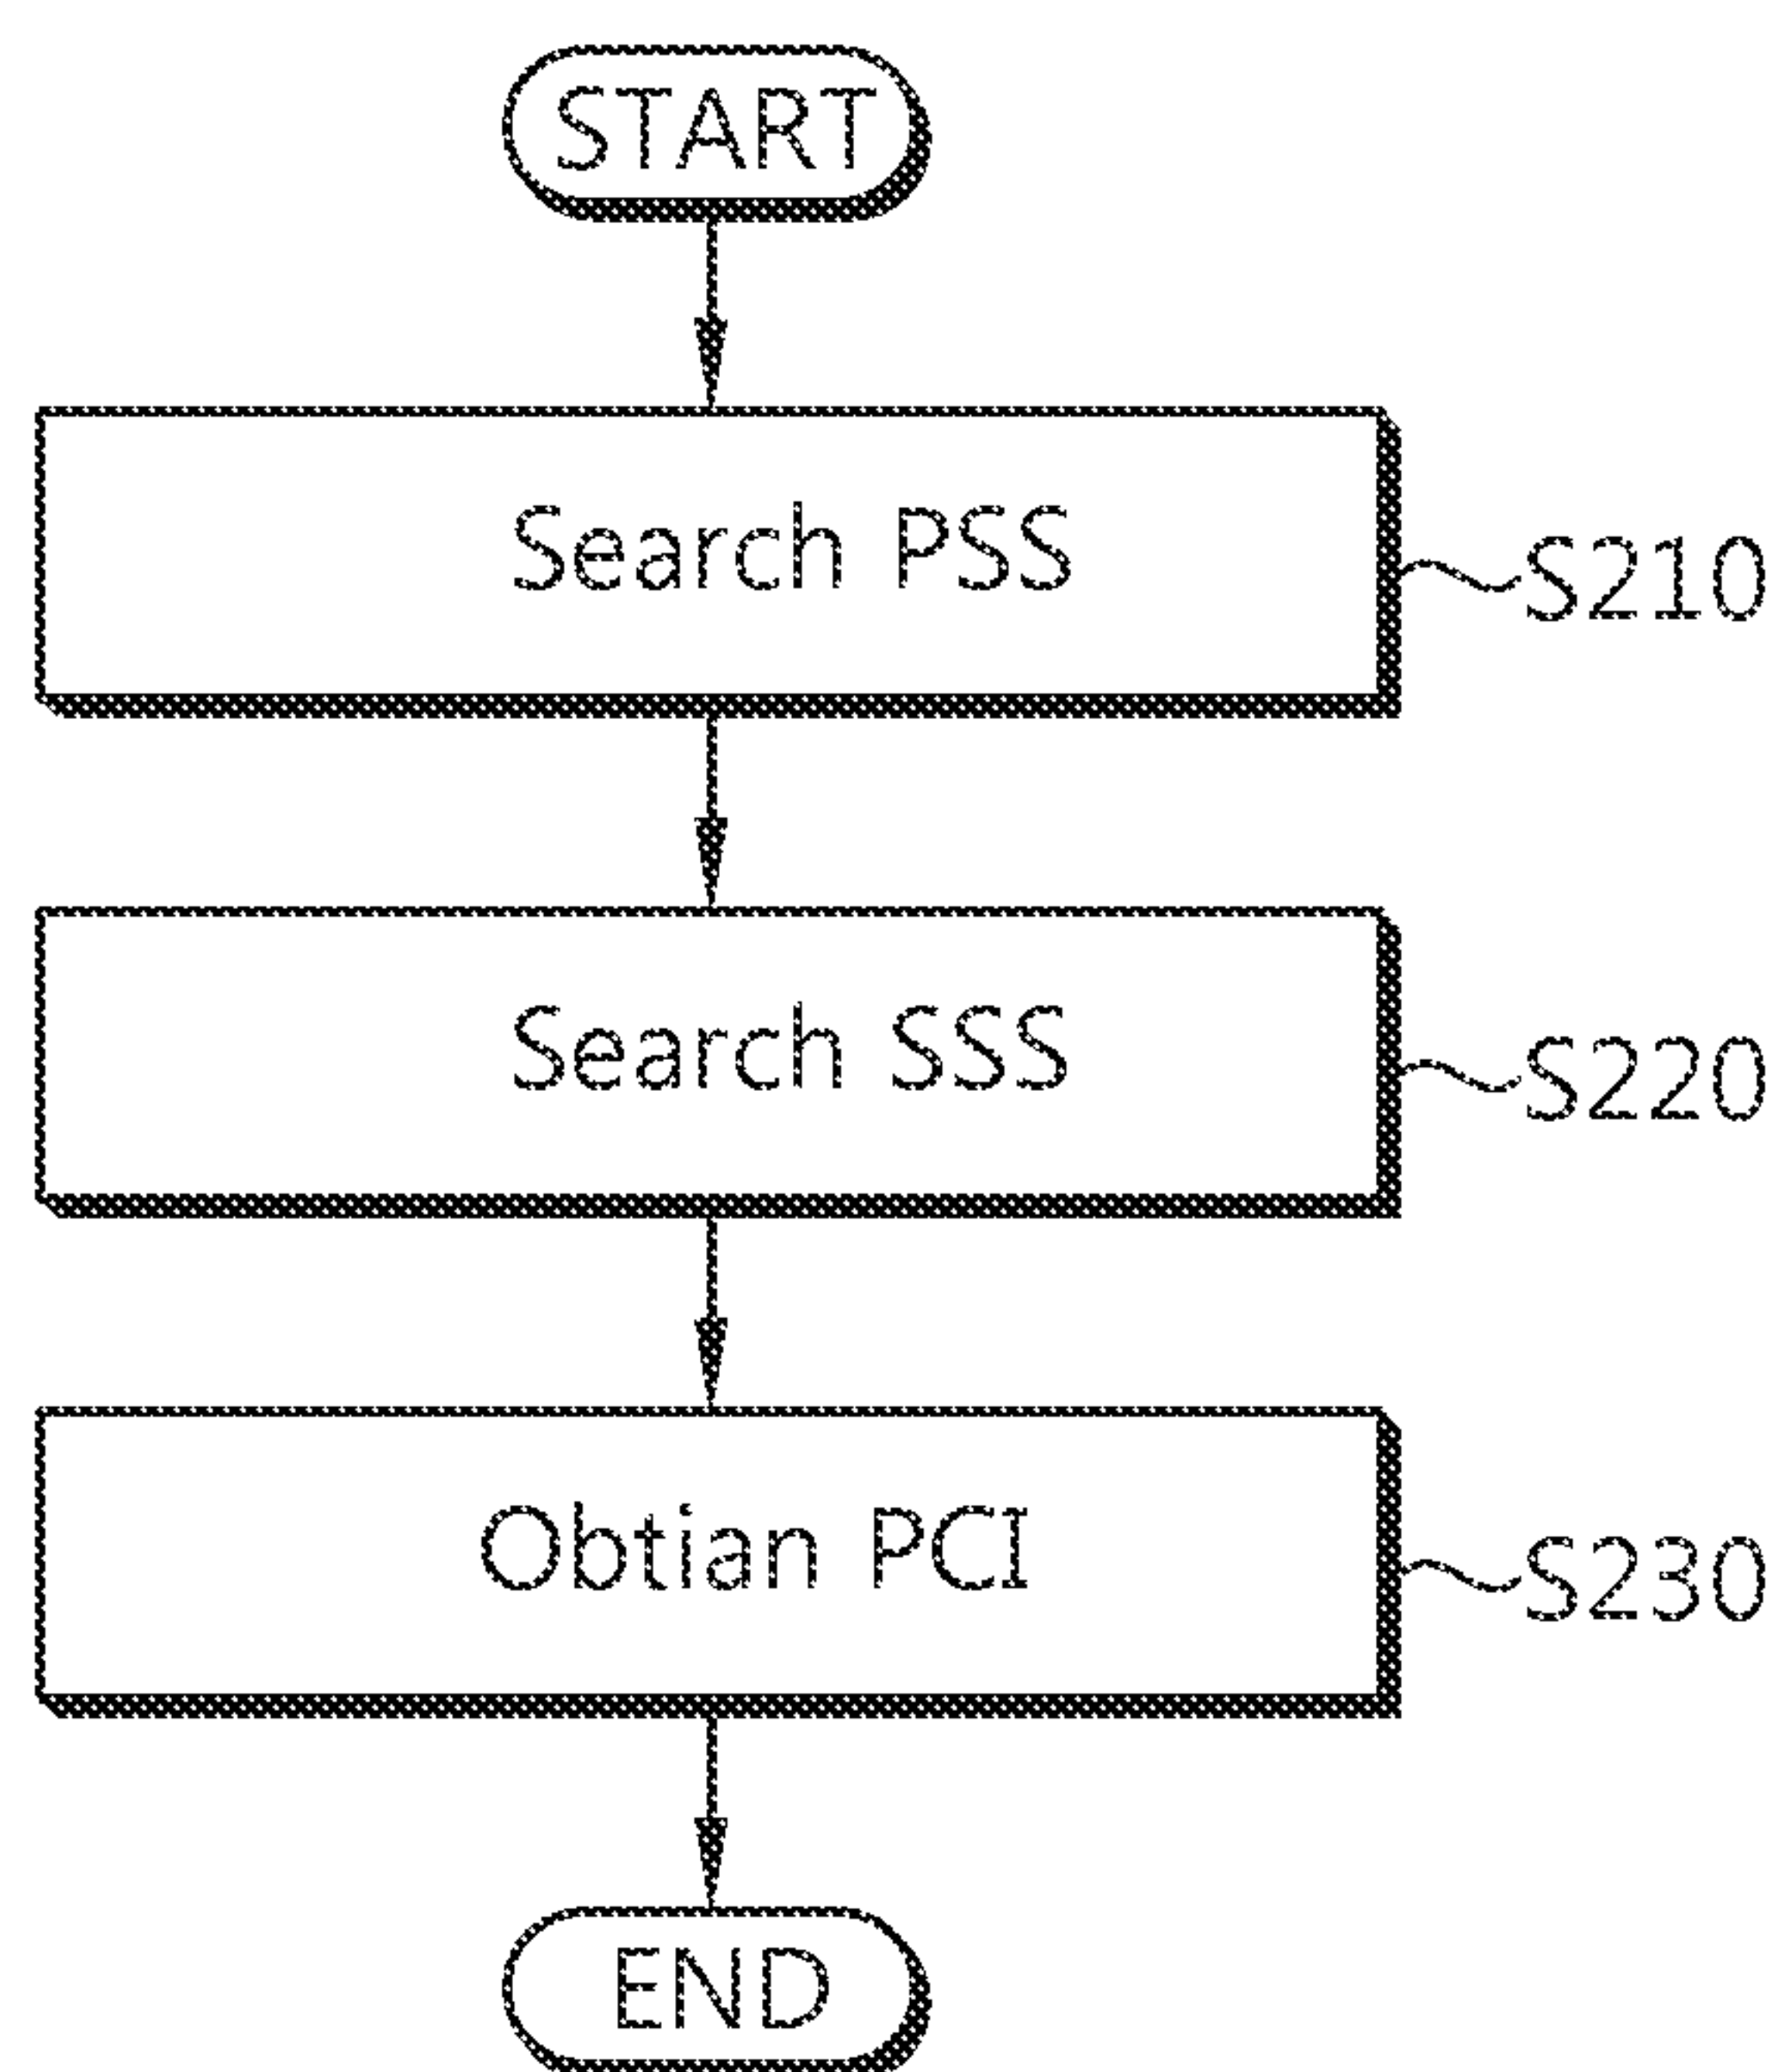 START
Search PSS
S210
Search SSS
S220
Obtian PCI
S230
END